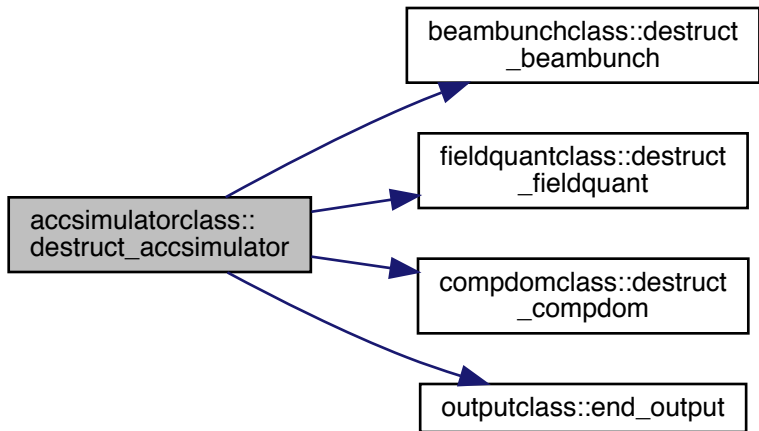 beambunchclass::destruct
_beambunch
fieldquantclass::destruct
_fieldquant
accsimulatorclass::
destruct_accsimulator
compdomclass::destruct
_compdom
outputclass::end_output